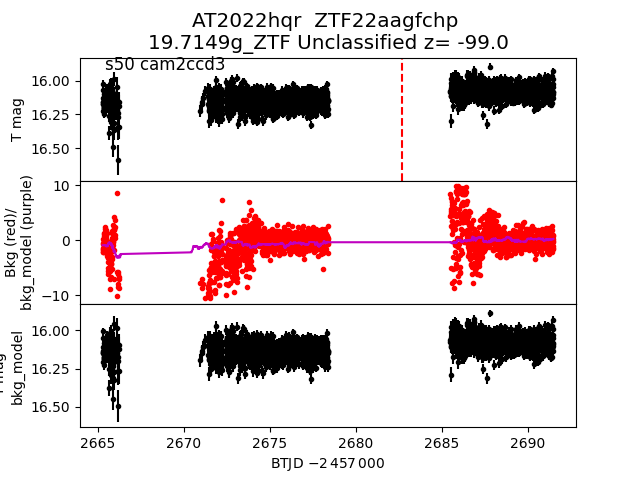 AT2022hqr  ZTF22aagfchp
19.7149g_ZTF Unclassified z= -99.0
s50 cam2ccd3
T mag
16.00
16.25
16.50
Bkg (red)/
bkg_model (purple)
10
0
−10
bkg_model
16.00
16.25
16.50
2665
2670
2675
2680
2685
2690
BTJD −2 457 000